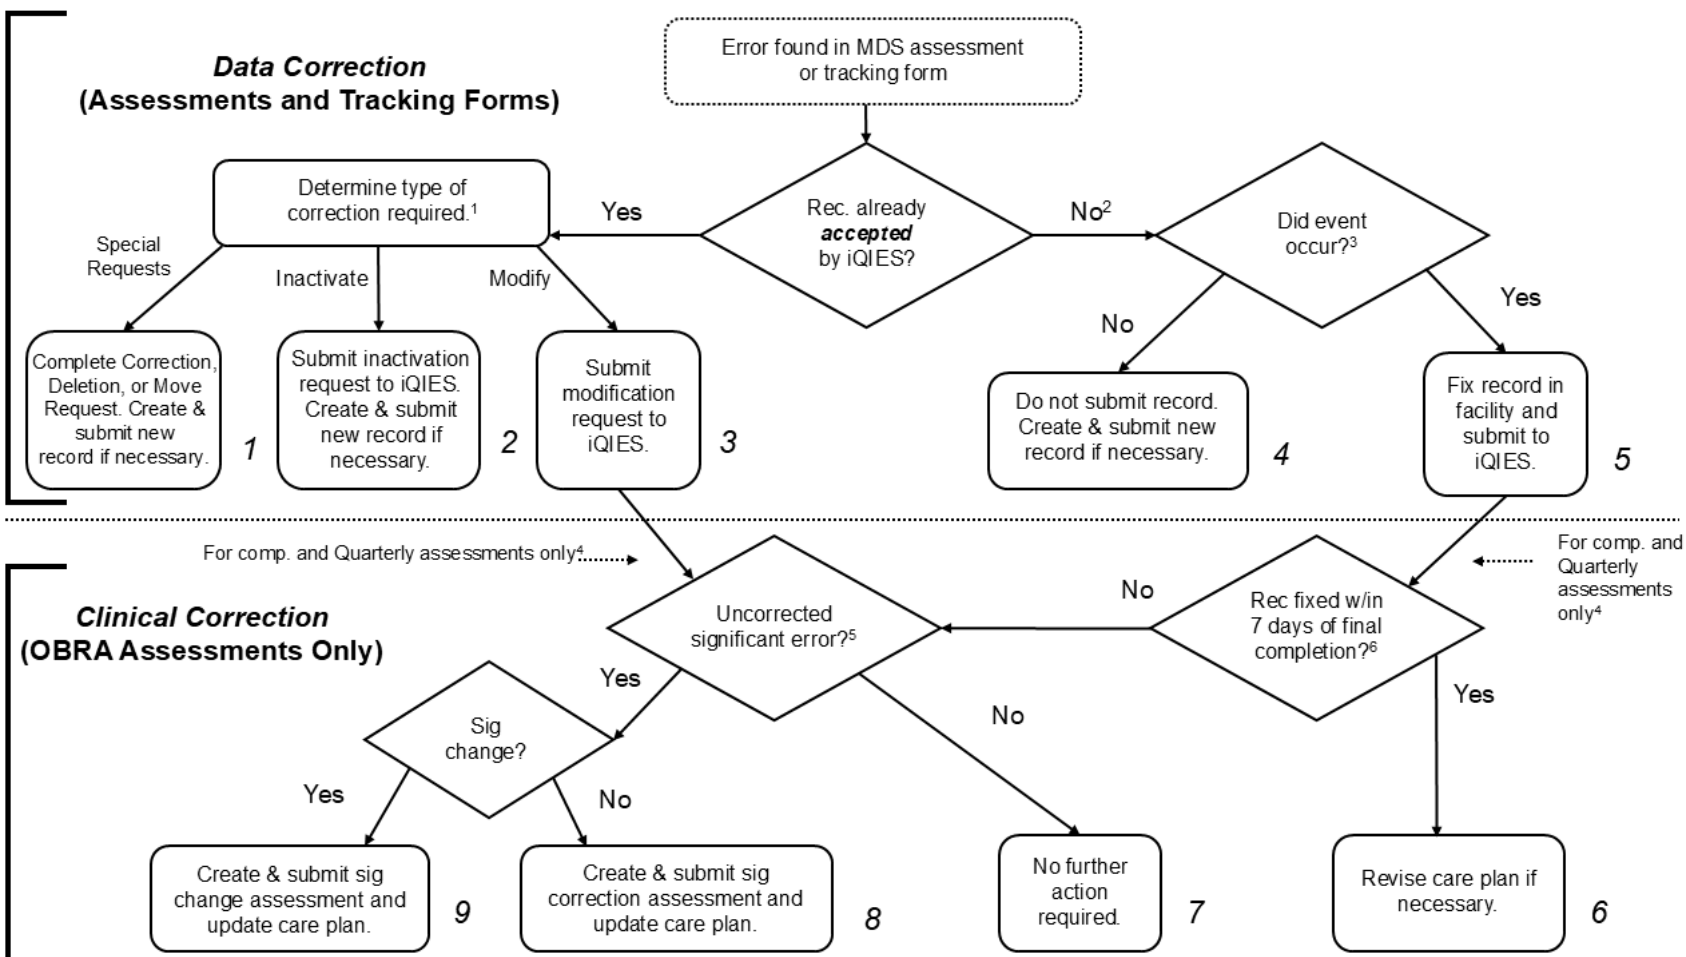 Data Correction
(Assessments and Tracking Forms)
Error found in MDS assessment
or tracking form
Determine type of
correction required.¹
Yes
Rec. already
accepted
by iQIES?
No²
Did event
occur?³
Special
Requests
Inactivate
Modify
No
Yes
Complete Correction,
Deletion, or Move
Request. Create &
submit new
record if necessary.
1
Submit inactivation
request to iQIES.
Create & submit
new record if
necessary.
2
Submit
modification
request to
iQIES.
3
Do not submit record.
Create & submit new
record if necessary.
4
Fix record in
facility and
submit to
iQIES.
5
For comp. and Quarterly assessments only⁴
For comp. and
Quarterly
assessments
only⁴
Clinical Correction
(OBRA Assessments Only)
Uncorrected
significant error?⁵
No
Rec fixed w/in
7 days of final
completion?⁶
Yes
No
Yes
Sig
change?
Yes
No
Create & submit sig
change assessment and
update care plan.
9
Create & submit sig
correction assessment and
update care plan.
8
No further
action
required.
7
Revise care plan if
necessary.
6